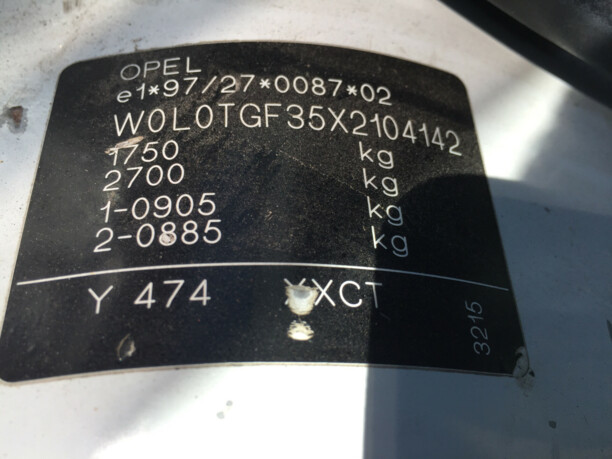 OPEL
e1*97/27*0087*02
W0L0TGF35X2104142
1750 kg
2700 kg
1-0905 kg
2-0885 kg
Y 474 XXCT
3215